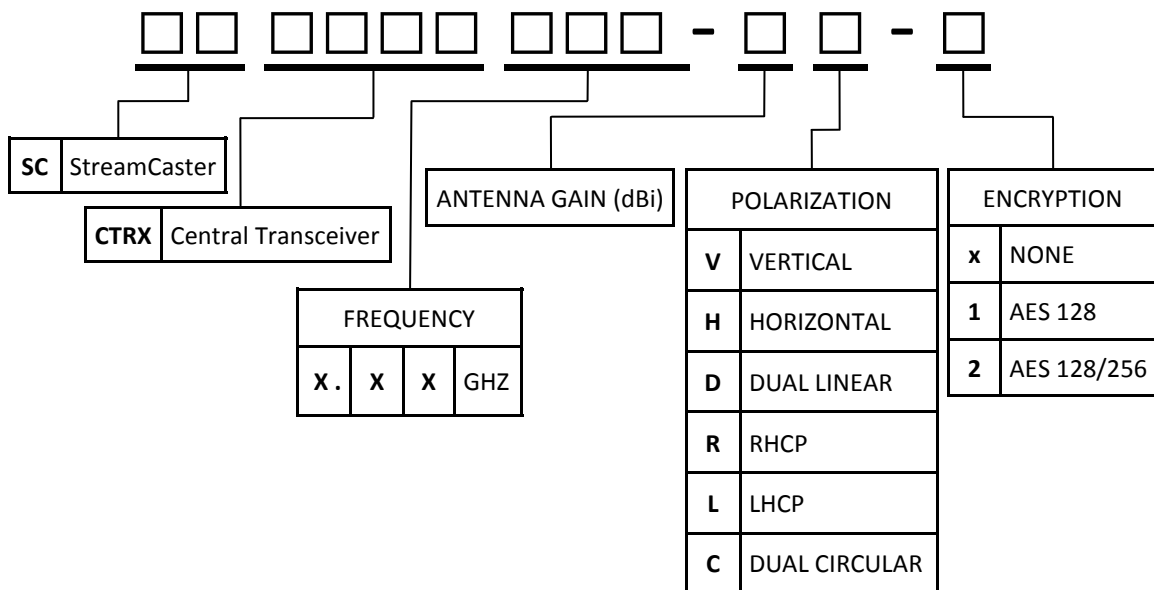 - -
SC StreamCaster
CTRX Central Transceiver
FREQUENCY
X. X X GHZ
ANTENNA GAIN (dBi)
POLARIZATION
V VERTICAL
H HORIZONTAL
D DUAL LINEAR
R RHCP
L LHCP
C DUAL CIRCULAR
ENCRYPTION
x NONE
1 AES 128
2 AES 128/256